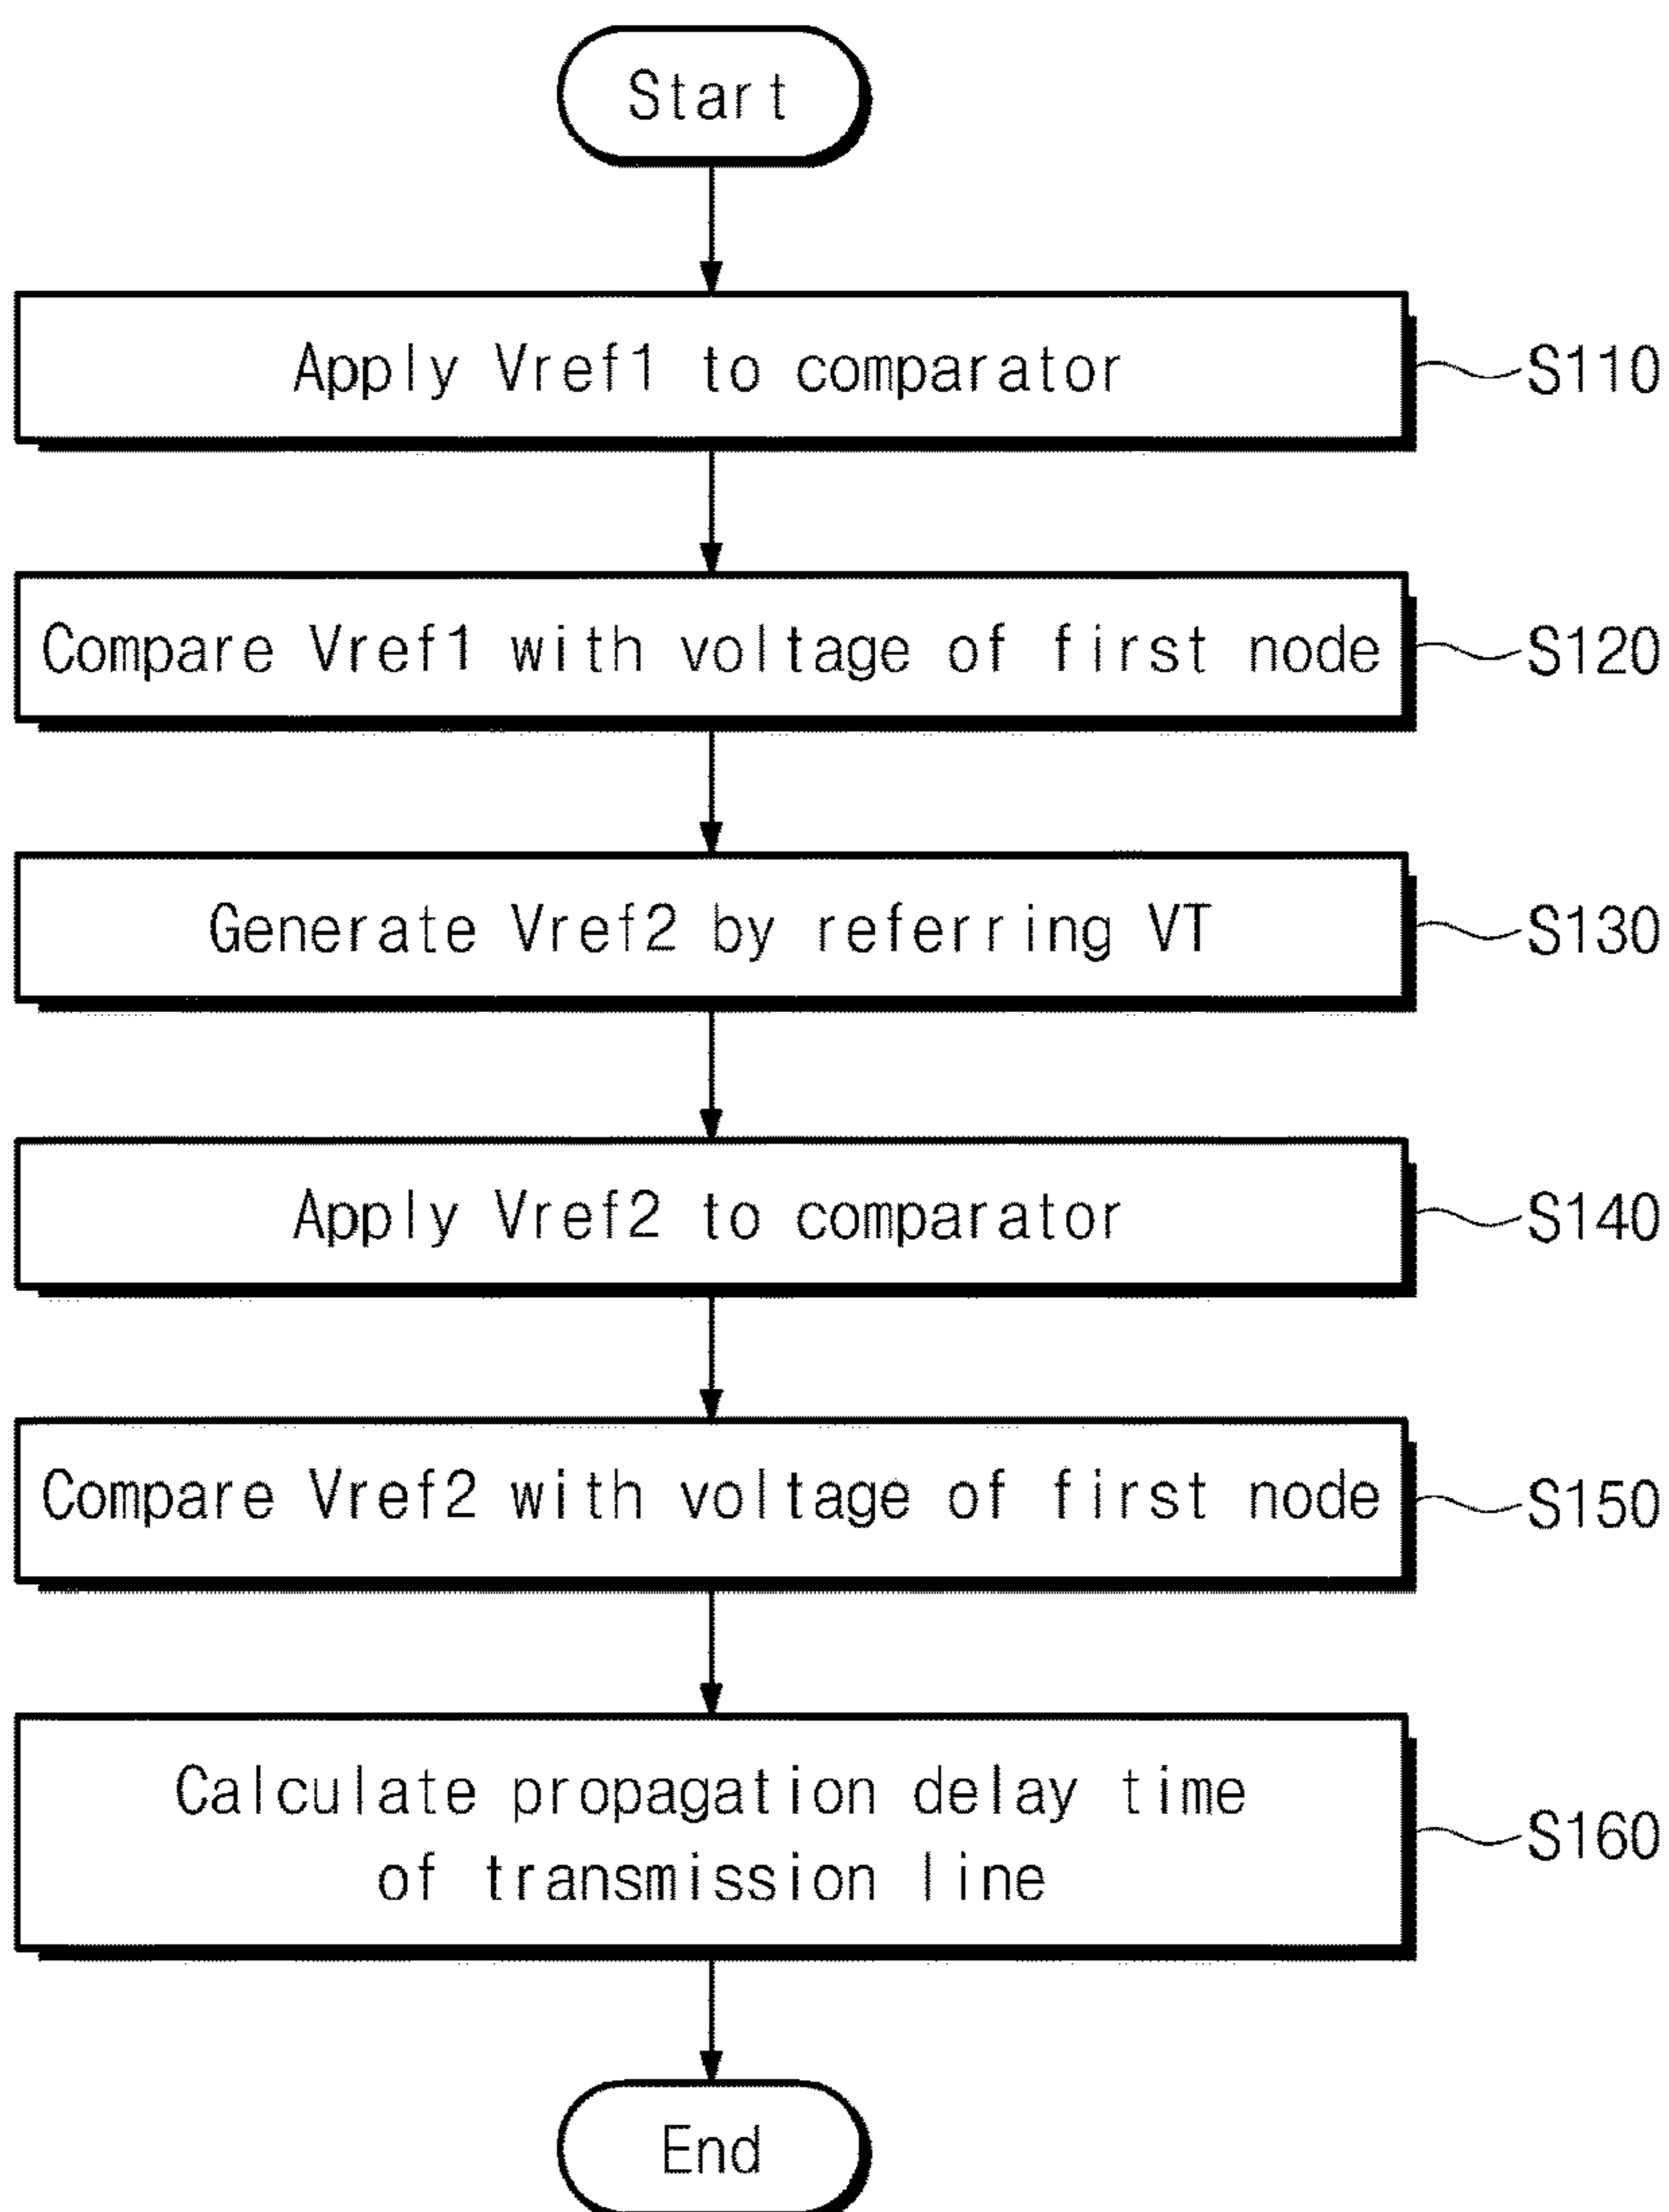 Start
Apply Vref1 to comparator
S110
Compare Vref1 with voltage of first node
S120
Generate Vref2 by referring VT
S130
Apply Vref2 to comparator
S140
Compare Vref2 with voltage of first node
S150
Calculate propagation delay time
of transmission line
S160
End